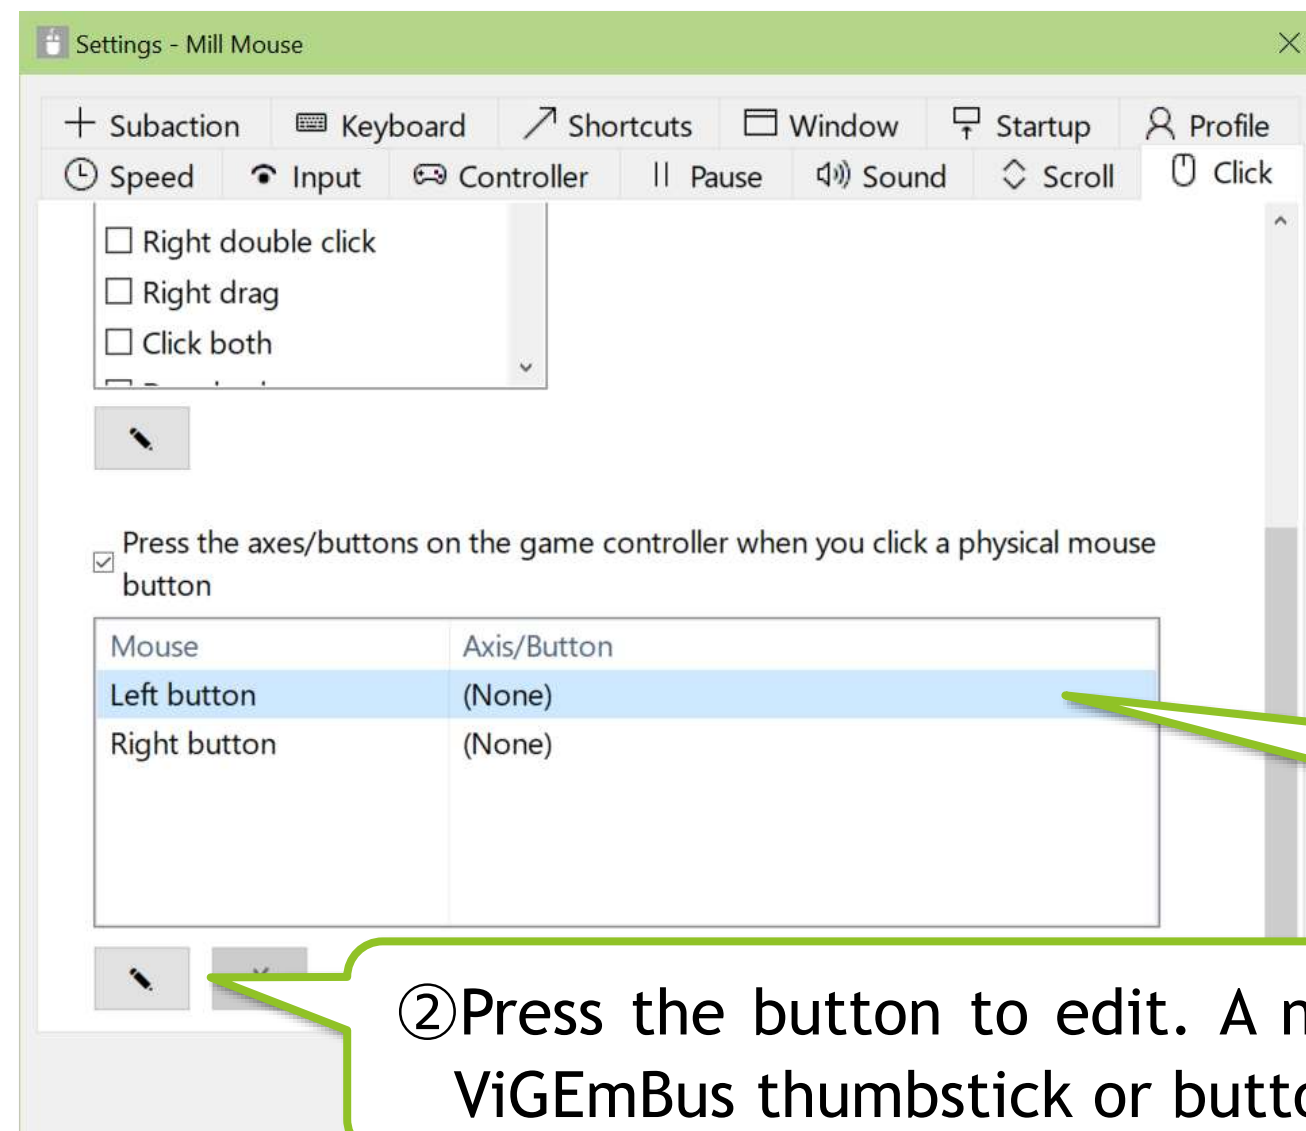 Settings - Mill Mouse
Subaction Keyboard Shortcuts Window Startup Profile
Speed Input Controller Pause Sound Scroll Click
Right double click
Right drag
Click both
Press the axes/buttons on the game controller when you click a physical mouse
button
Mouse Axis/Button
Left button (None)
Right button (None)
②Press the button to edit. A
ViGEmBus thumbstick or